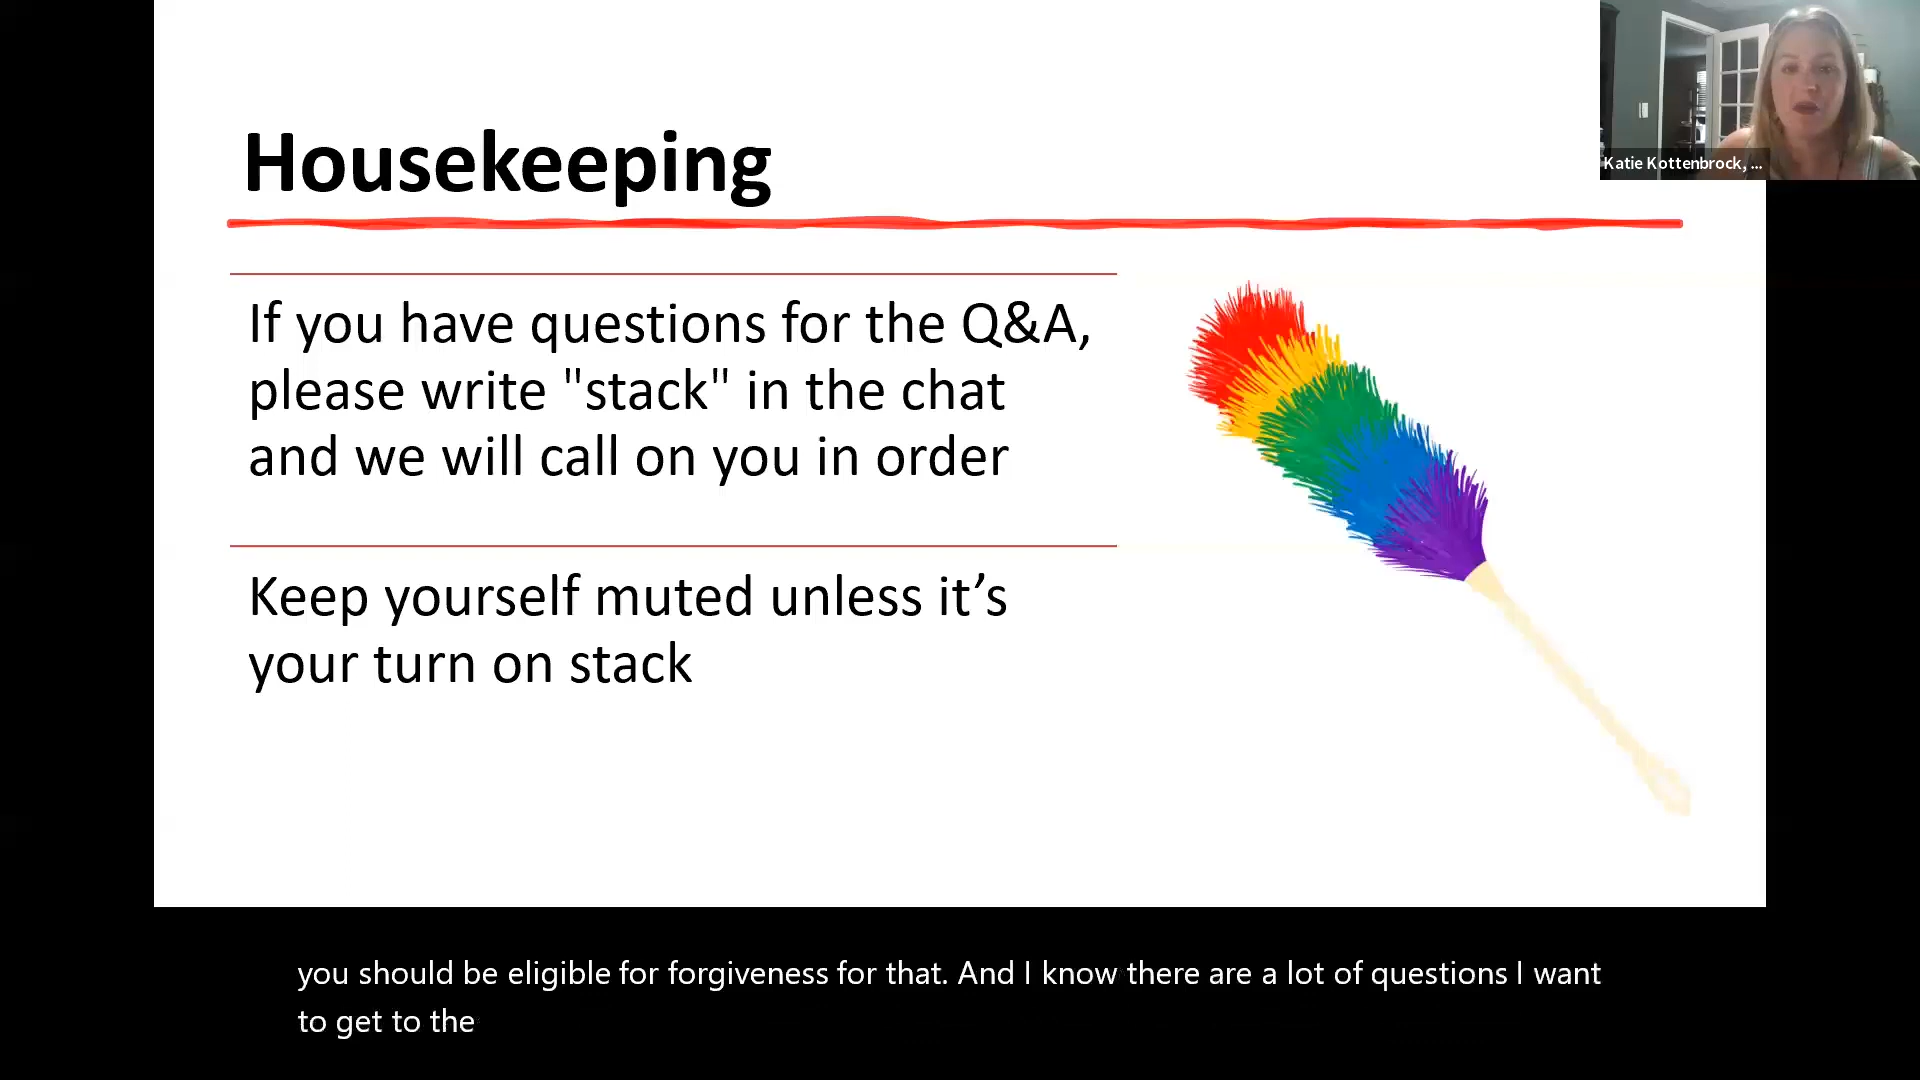 Housekeeping
Katie Kottenbrock, ...
If you have questions for the Q&A,
please write "stack" in the chat
and we will call on you in order
Keep yourself muted unless it’s
your turn on stack
you should be eligible for forgiveness for that. And I know there are a lot of questions I want
to get to the